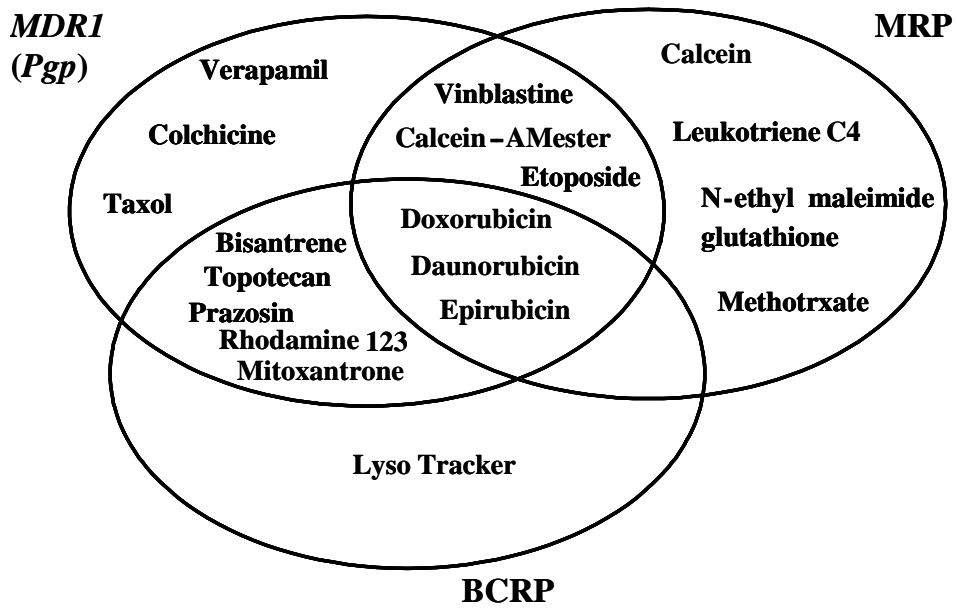 MDR1
(Pgp)
MRP
Verapamil
Colchicine
Taxol
Vinblastine
Calcein-AMester
Etoposide
Calcein
Leukotriene C4
N-ethyl maleimide
glutathione
Methotrxate
Doxorubicin
Daunorubicin
Epirubicin
Bisantrene
Topotecan
Prazosin
Rhodamine 123
Mitoxantrone
Lyso Tracker
BCRP